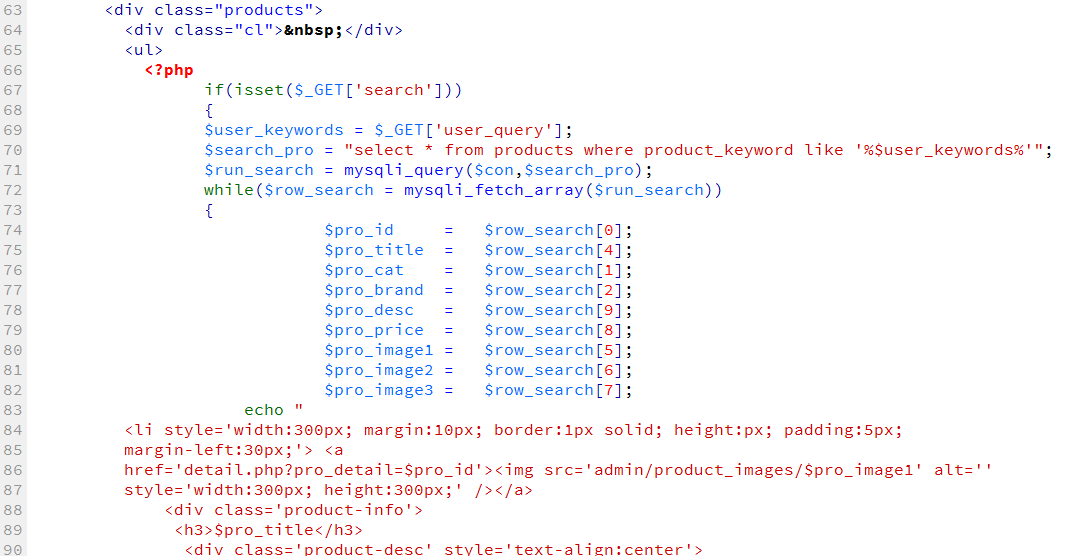 63 <div class="products">
64 <div class="cl">&nbsp;</div>
65 <ul>
66 <?php
67 if(isset($_GET['search']))
68 {
69 $user_keywords = $_GET['user_query'];
70 $search_pro = "select * from products where product_keyword like '%$user_keywords%'";
71 $run_search = mysqli_query($con,$search_pro);
72 while($row_search = mysqli_fetch_array($run_search))
73 {
74 $pro_id = $row_search[0];
75 $pro_title = $row_search[4];
76 $pro_cat = $row_search[1];
77 $pro_brand = $row_search[2];
78 $pro_desc = $row_search[9];
79 $pro_price = $row_search[8];
80 $pro_image1 = $row_search[5];
81 $pro_image2 = $row_search[6];
82 $pro_image3 = $row_search[7];
83 echo "
84 <li style='width:300px; margin:10px; border:1px solid; height:px; padding:5px;
85 margin-left:30px;'> <a
86 href='detail.php?pro_detail=$pro_id'><img src='admin/product_images/$pro_image1' alt=''
87 style='width:300px; height:300px;' /></a>
88 <div class='product-info'>
89 <h3>$pro_title</h3>
90 <div class='product-desc' style='text-align:center'>